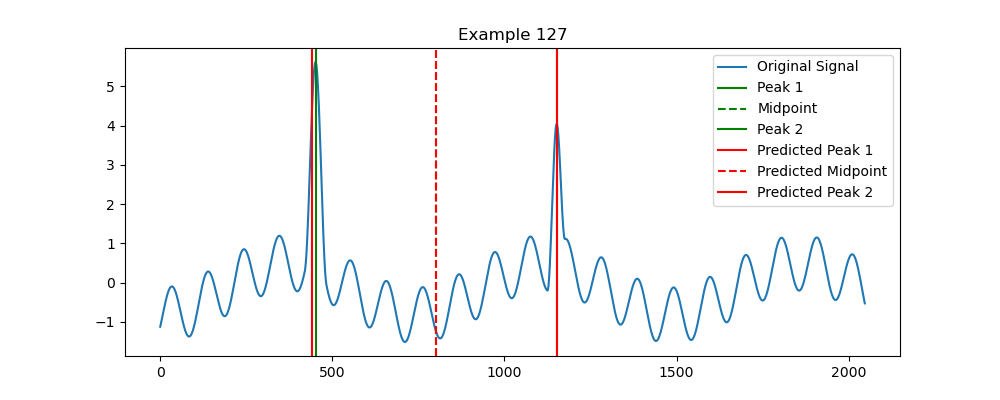 Example 127
Original Signal
Peak 1
Midpoint
Peak 2
Predicted Peak 1
Predicted Midpoint
Predicted Peak 2
5
4
3
2
1
0
−1
0 500 1000 1500 2000